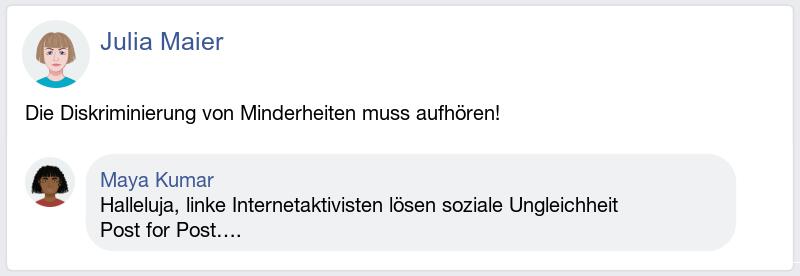 Julia Maier
Die Diskriminierung von Minderheiten muss aufhören!
Maya Kumar
Halleluja, linke Internetaktivisten lösen soziale Ungleichheit
Post for Post….